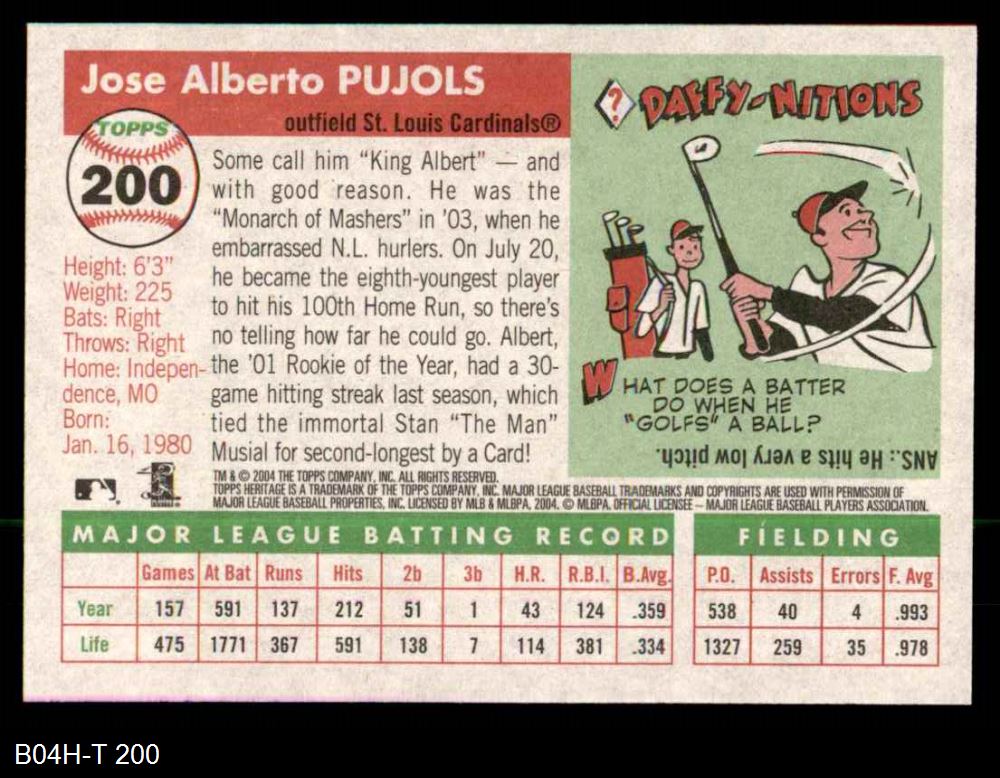 Jose Alberto PUJOLS
outfield St. Louis Cardinals®
TOPPS
200
Some call him “King Albert” — and
with good reason. He was the
“Monarch of Mashers” in ’03, when he
embarrassed N.L. hurlers. On July 20,
he became the eighth-youngest player
to hit his 100th Home Run, so there’s
no telling how far he could go. Albert,
the ’01 Rookie of the Year, had a 30-
game hitting streak last season, which
tied the immortal Stan “The Man”
Musial for second-longest by a Card!
Height: 6’3”
Weight: 225
Bats: Right
Throws: Right
Home: Indepen-
dence, MO
Born:
Jan. 16, 1980
? DAFFY-NITIONS
WHAT DOES A BATTER
DO WHEN HE
"GOLFS" A BALL?
ANS.: He hits a very low pitch.
TM & © 2004 THE TOPPS COMPANY, INC. ALL RIGHTS RESERVED.
TOPPS HERITAGE IS A TRADEMARK OF THE TOPPS COMPANY, INC. MAJOR LEAGUE BASEBALL TRADEMARKS AND COPYRIGHTS ARE USED WITH PERMISSION OF
MAJOR LEAGUE BASEBALL PROPERTIES, INC. LICENSED BY MLB & MLBPA, 2004. © MLBPA. OFFICIAL LICENSEE – MAJOR LEAGUE BASEBALL PLAYERS ASSOCIATION.
MAJOR LEAGUE BATTING RECORD
Games At Bat Runs Hits 2b 3b H.R. R.B.I. B.Avg.
Year 157 591 137 212 51 1 43 124 .359
Life 475 1771 367 591 138 7 114 381 .334
FIELDING
P.O. Assists Errors F. Avg
538 40 4 .993
1327 259 35 .978
B04H-T 200